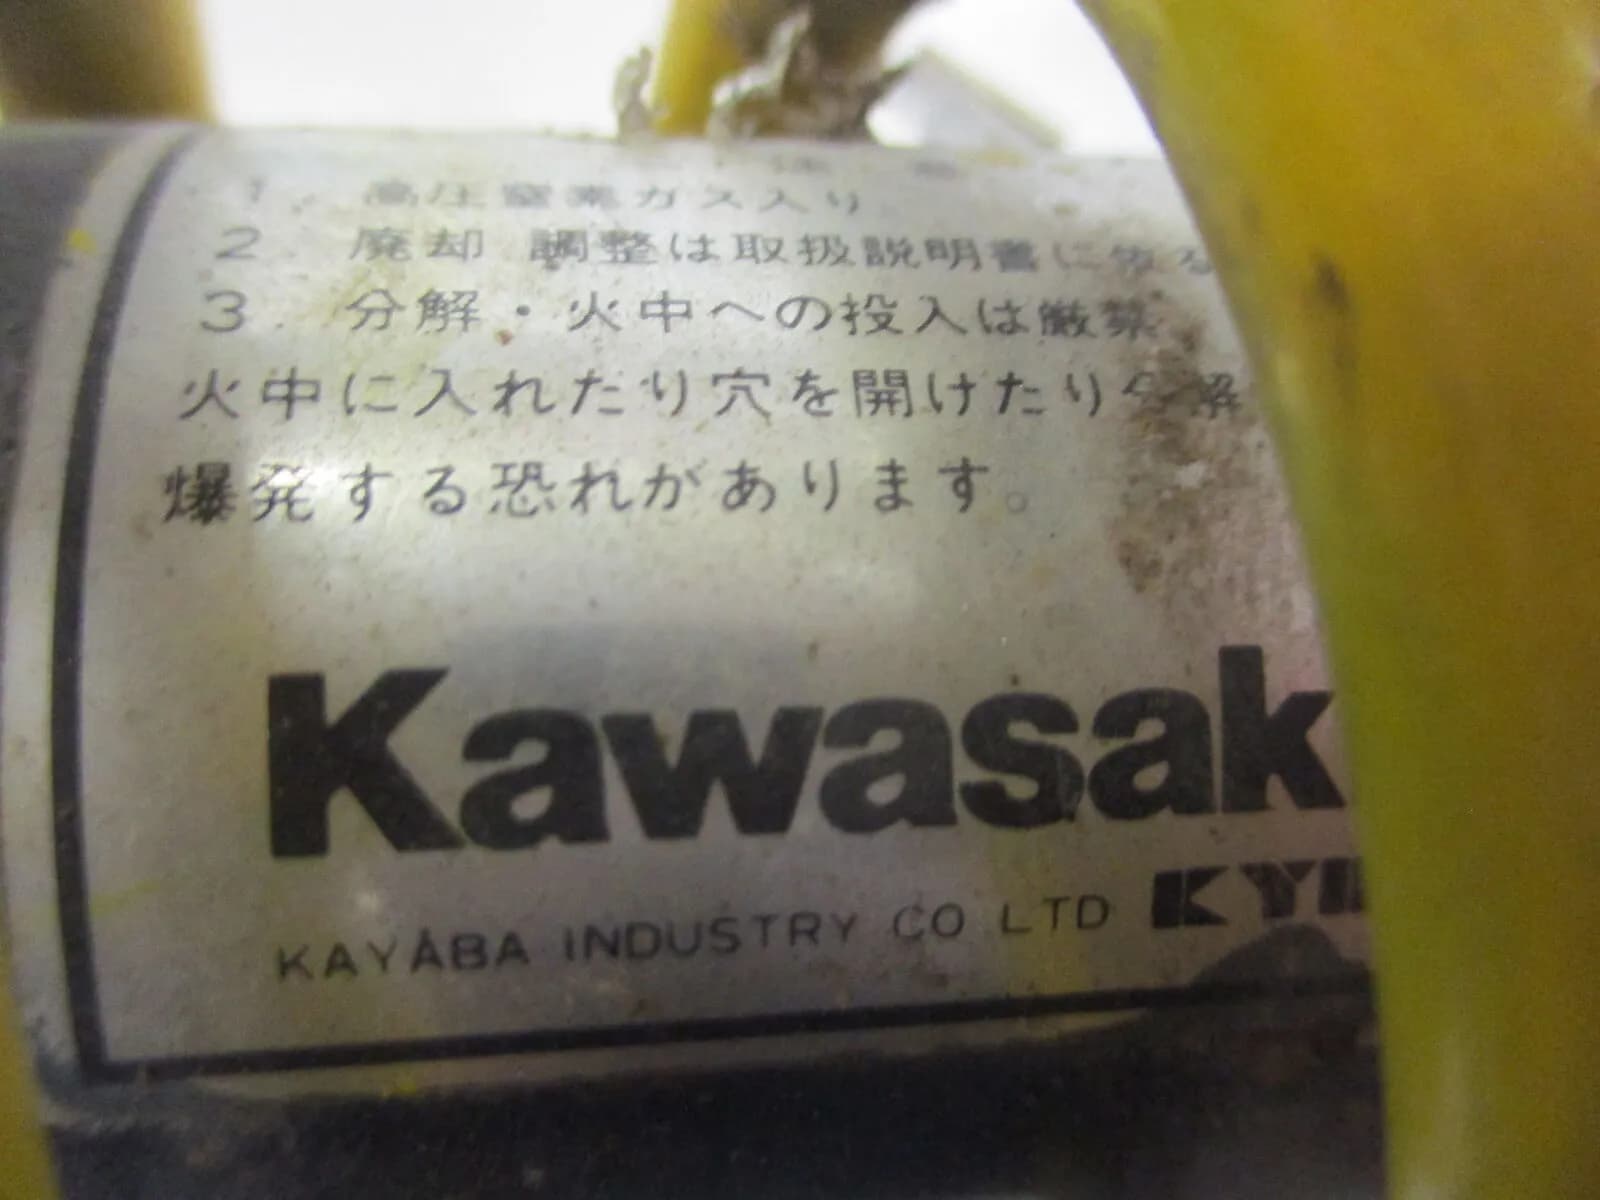 1. 高圧窒素ガス入り
2. 廃却 調整は取扱説明書に
3. 分解・火中への投入は厳禁
火中に入れたり穴を開けたり分解
爆発する恐れがあります。
Kawasak
KAYABA INDUSTRY CO LTD KY